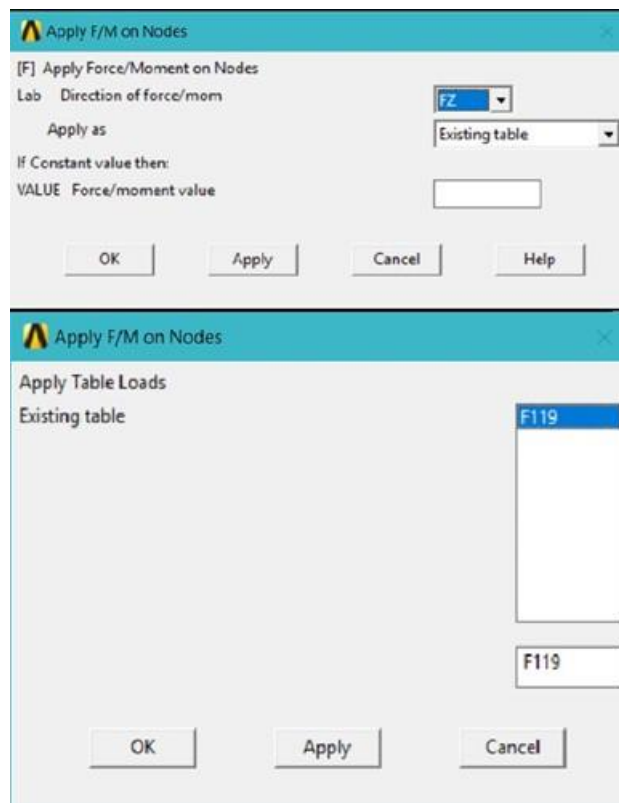 Apply F/M on Nodes
[F] Apply Force/Moment on Nodes
Lab Direction of force/mom FZ
Apply as Existing table
If Constant value then:
VALUE Force/moment value
OK Apply Cancel Help
Apply F/M on Nodes
Apply Table Loads
Existing table F119
F119
OK Apply Cancel